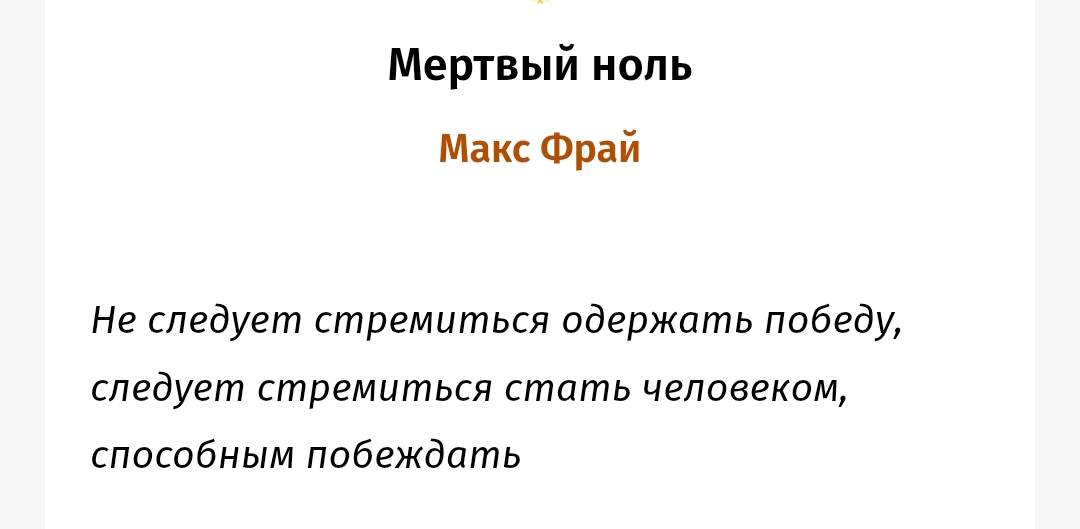 Мертвый ноль
Макс Фрай
Не следует стремиться одержать победу,
следует стремиться стать человеком,
способным побеждать